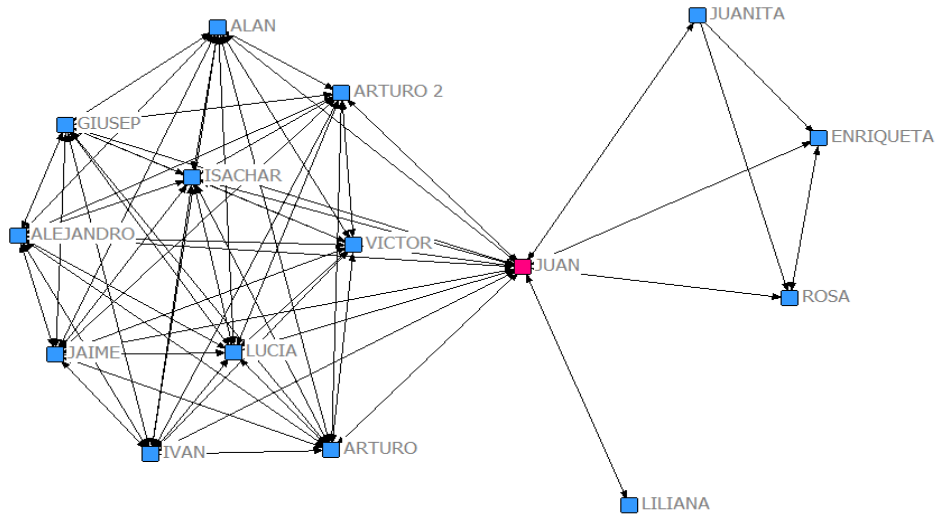 JUANITA
ALAN
ARTURO 2
GIUSEP
ENRIQUETA
ISACHAR
ALEJANDRO
VICTOR
JUAN
ROSA
JAIME
LUCIA
IVAN
ARTURO
LILIANA